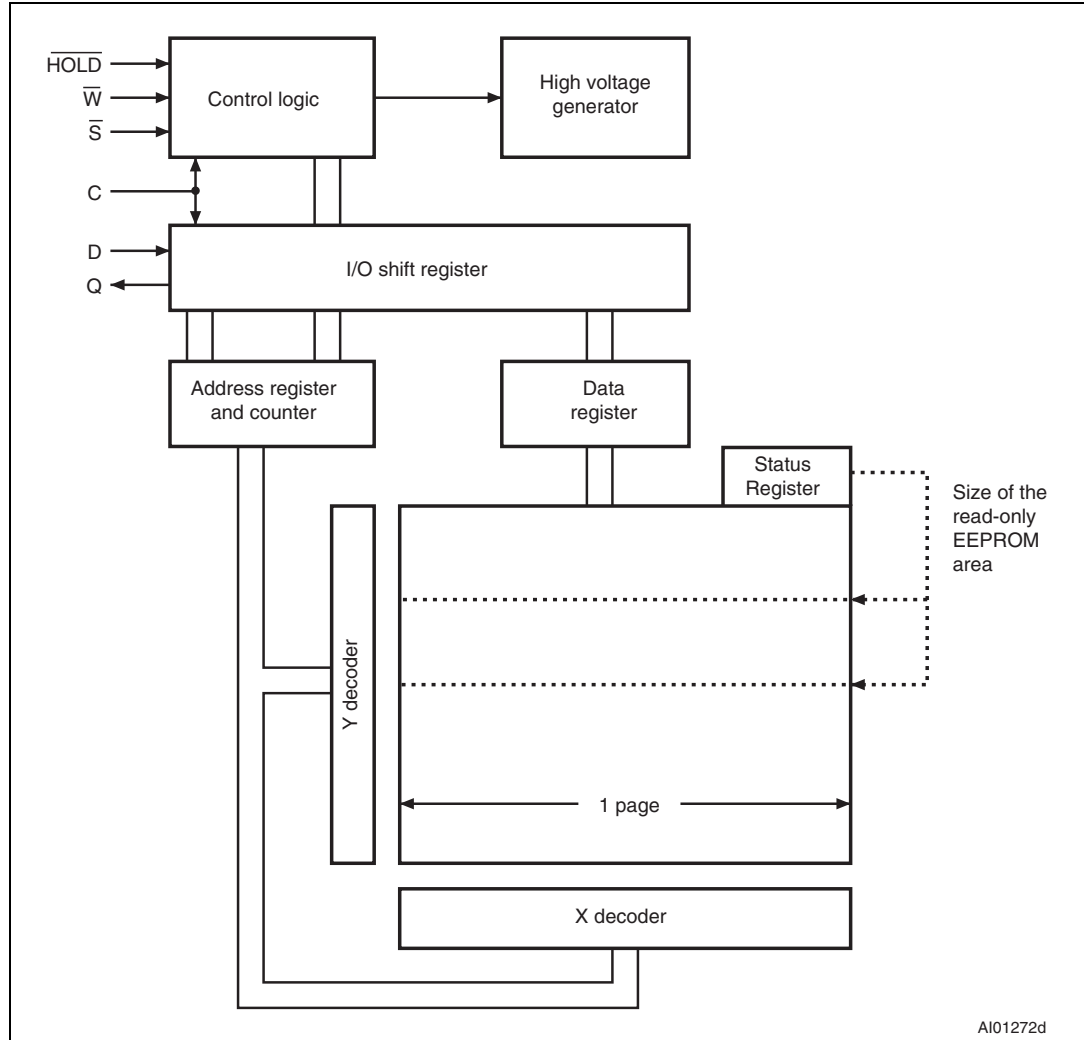 H̅O̅L̅D̅
W̅
S̅
C
D
Q
Control logic
High voltage
generator
I/O shift register
Address register
and counter
Data
register
Status
Register
Size of the
read-only
EEPROM
area
Y decoder
1 page
X decoder
AI01272d